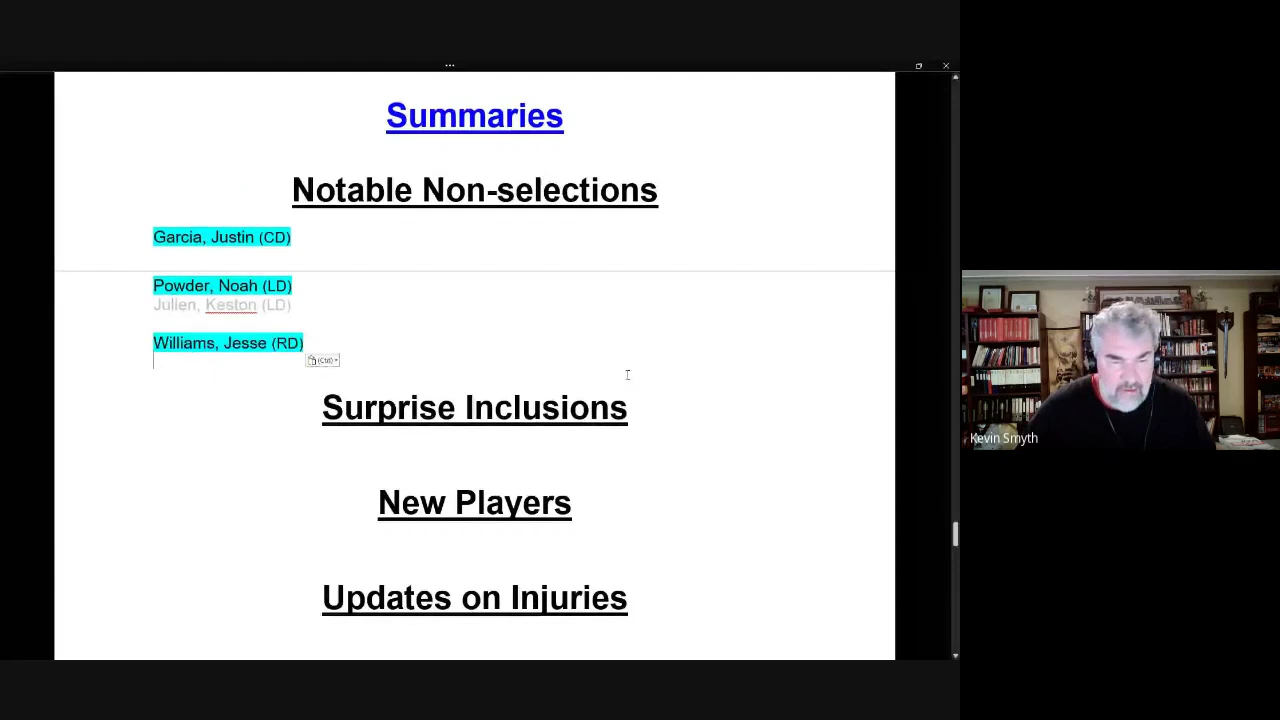 Summaries
Notable Non-selections
Garcia, Justin (CD)
Powder, Noah (LD)
Julien, Keston (LD)
Williams, Jesse (RD)
(Ctrl)
Surprise Inclusions
New Players
Updates on Injuries
Kevin Smyth